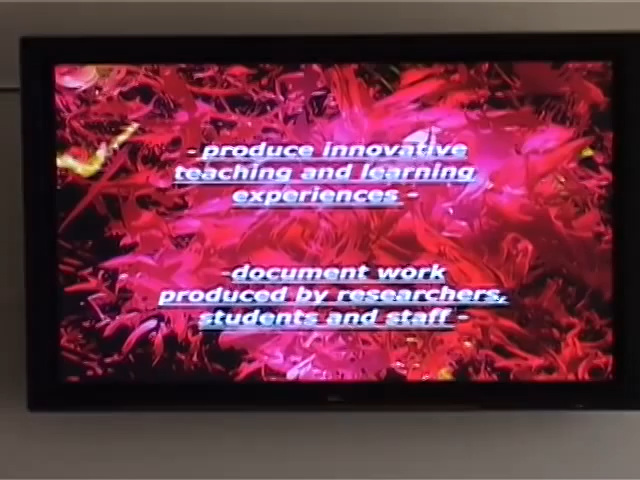 - produce innovative
teaching and learning
experiences -
-document work
produced by researchers,
students and staff -